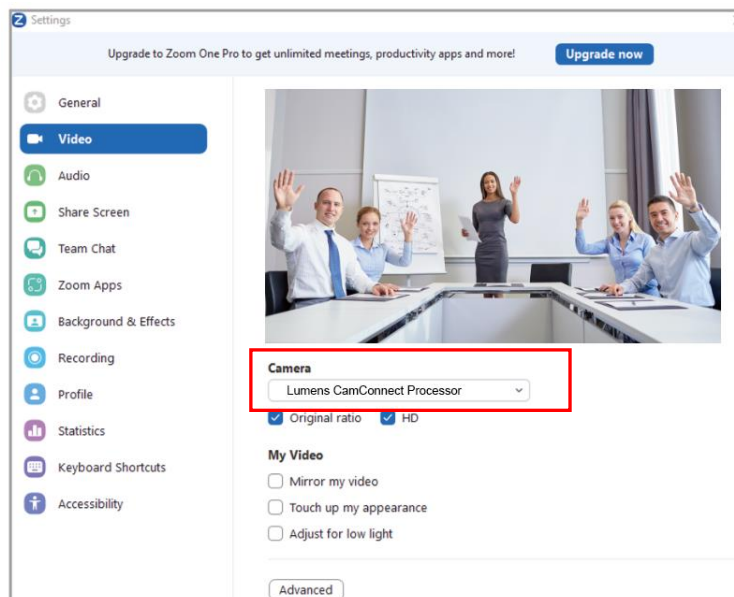 Settings
Upgrade to Zoom One Pro to get unlimited meetings, productivity apps and more!
Upgrade now
General
Video
Audio
Share Screen
Team Chat
Zoom Apps
Background & Effects
Recording
Profile
Statistics
Keyboard Shortcuts
Accessibility
Camera
Lumens CamConnect Processor
Original ratio
HD
My Video
Mirror my video
Touch up my appearance
Adjust for low light
Advanced